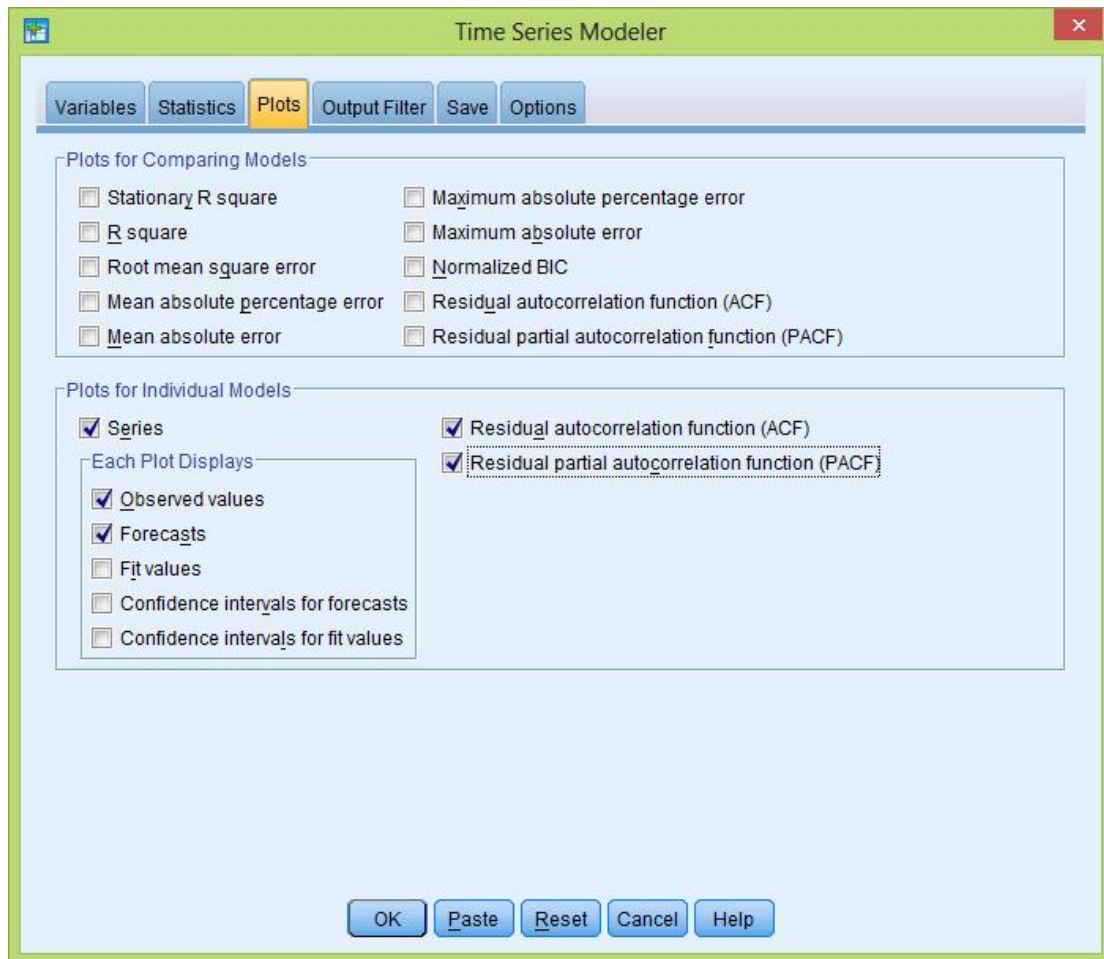 Time Series Modeler
Variables Statistics Plots Output Filter Save Options
Plots for Comparing Models
Stationary R square
R square
Root mean square error
Mean absolute percentage error
Mean absolute error
Maximum absolute percentage error
Maximum absolute error
Normalized BIC
Residual autocorrelation function (ACF)
Residual partial autocorrelation function (PACF)
Plots for Individual Models
Series
Each Plot Displays
Observed values
Forecasts
Fit values
Confidence intervals for forecasts
Confidence intervals for fit values
Residual autocorrelation function (ACF)
Residual partial autocorrelation function (PACF)
OK Paste Reset Cancel Help